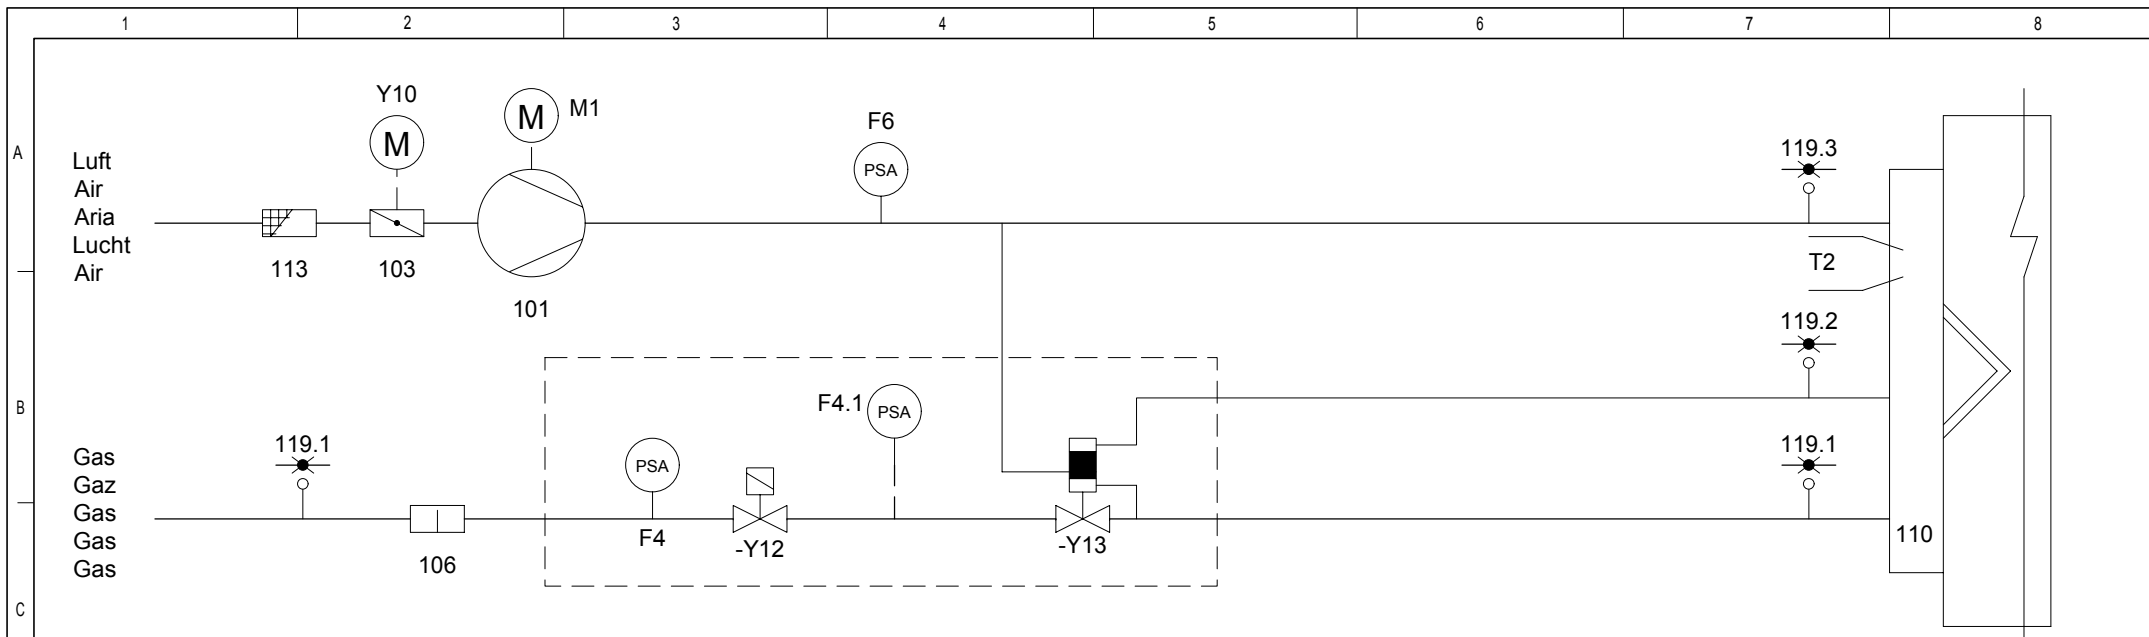 1 2 3 4 5 6 7 8
A
B
C
Y10
M
M
M1
F6
PSA
119.3
Luft
Air
Aria
Lucht
Air
113
103
101
T2
119.2
F4.1
PSA
119.1
119.1
Gas
Gaz
Gas
Gas
Gas
PSA
106
F4
-Y12
-Y13
110